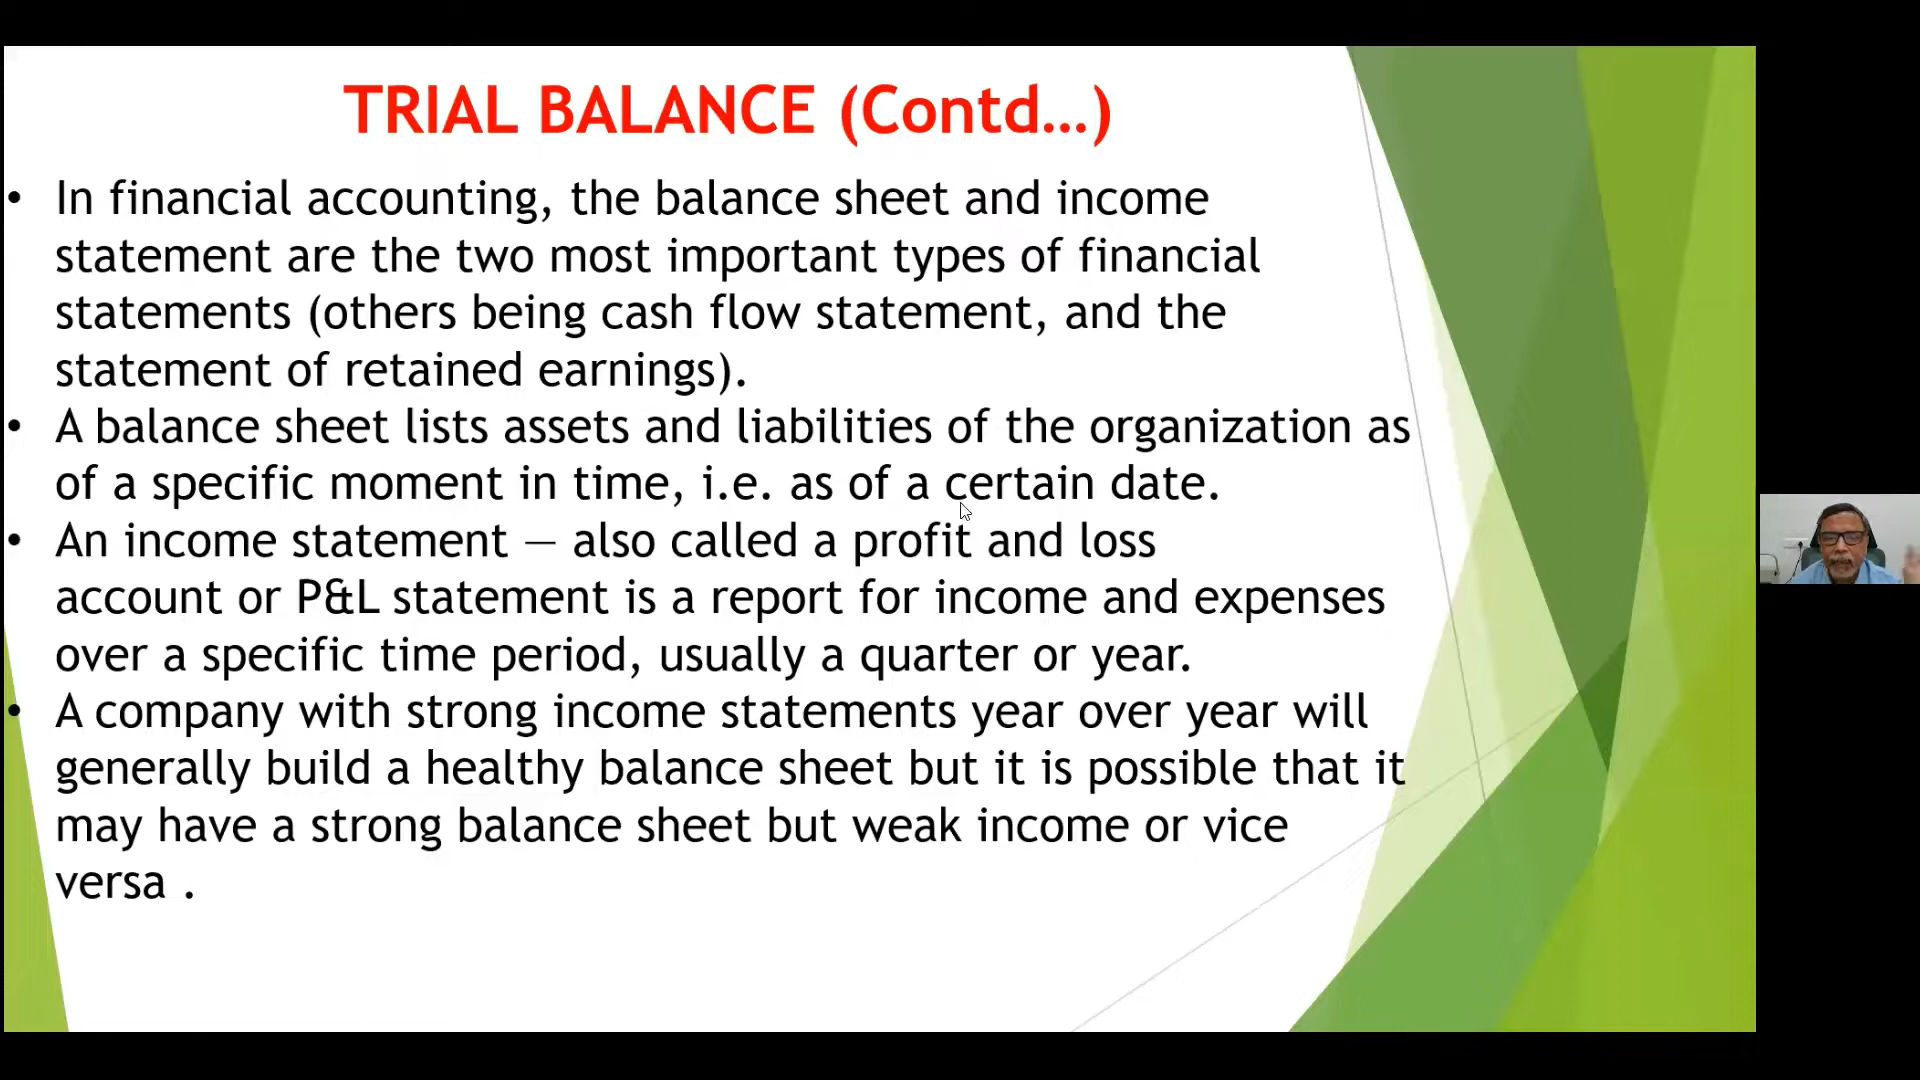 TRIAL BALANCE (Contd...)
• In financial accounting, the balance sheet and income
statement are the two most important types of financial
statements (others being cash flow statement, and the
statement of retained earnings).
• A balance sheet lists assets and liabilities of the organization as
of a specific moment in time, i.e. as of a certain date.
• An income statement — also called a profit and loss
account or P&L statement is a report for income and expenses
over a specific time period, usually a quarter or year.
• A company with strong income statements year over year will
generally build a healthy balance sheet but it is possible that it
may have a strong balance sheet but weak income or vice
versa .